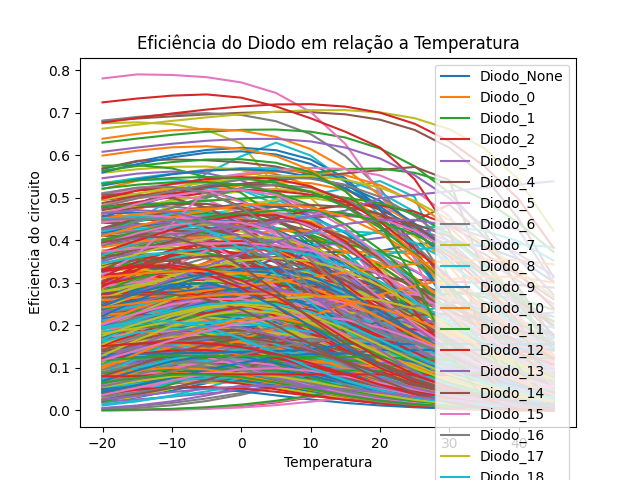 Eficiência do Diodo em relação a Temperatura
Eficiencia do circuito
0.8
0.7
0.6
0.5
0.4
0.3
0.2
0.1
0.0
−20
−10
0
10
20
30
40
Temperatura
Diodo_None
Diodo_0
Diodo_1
Diodo_2
Diodo_3
Diodo_4
Diodo_5
Diodo_6
Diodo_7
Diodo_8
Diodo_9
Diodo_10
Diodo_11
Diodo_12
Diodo_13
Diodo_14
Diodo_15
Diodo_16
Diodo_17
Diodo_18